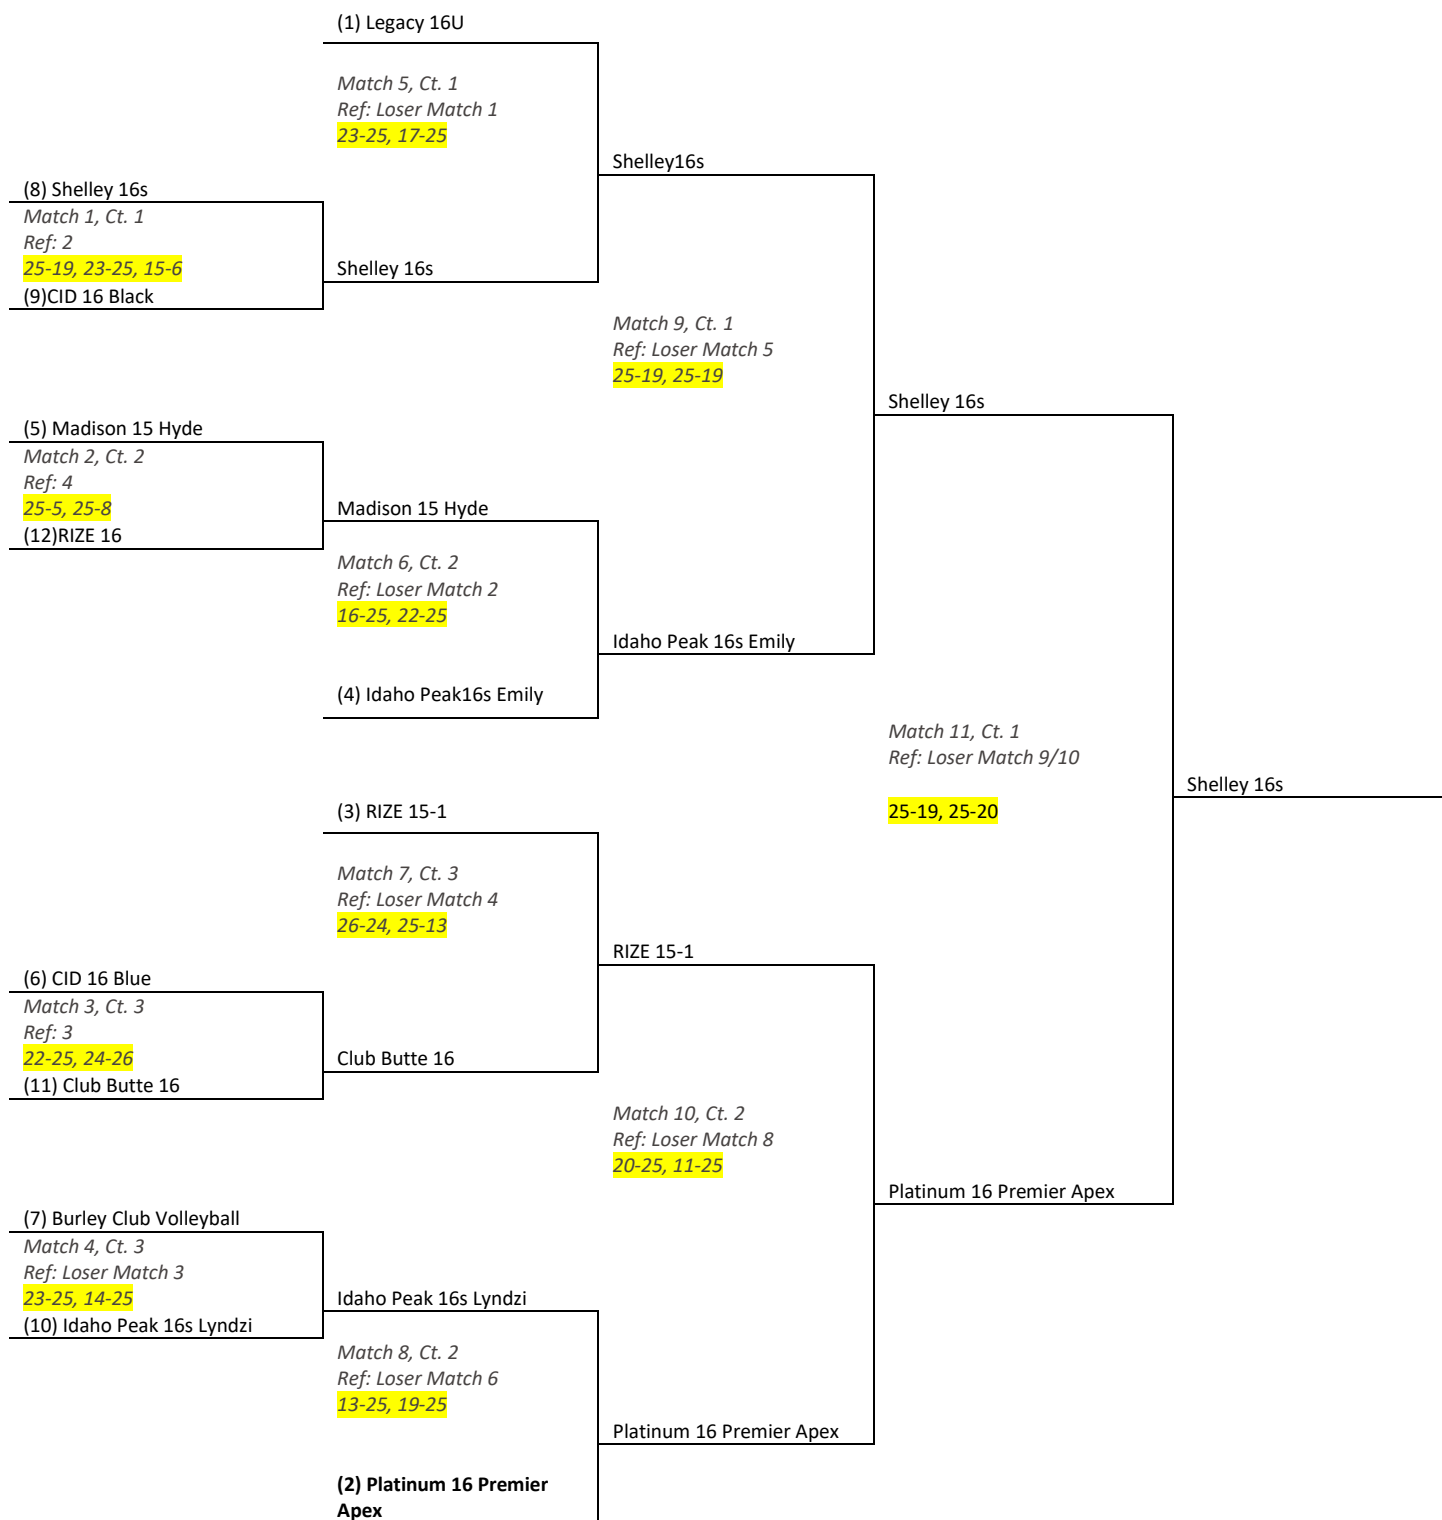 (1) Legacy 16U
Match 5, Ct. 1
Ref: Loser Match 1
23-25, 17-25
Shelley16s
(8) Shelley 16s
Match 1, Ct. 1
Ref: 2
25-19, 23-25, 15-6
Shelley 16s
(9)CID 16 Black
Match 9, Ct. 1
Ref: Loser Match 5
25-19, 25-19
Shelley 16s
(5) Madison 15 Hyde
Match 2, Ct. 2
Ref: 4
25-5, 25-8
Madison 15 Hyde
(12)RIZE 16
Match 6, Ct. 2
Ref: Loser Match 2
16-25, 22-25
Idaho Peak 16s Emily
(4) Idaho Peak16s Emily
Match 11, Ct. 1
Ref: Loser Match 9/10
Shelley 16s
25-19, 25-20
(3) RIZE 15-1
Match 7, Ct. 3
Ref: Loser Match 4
26-24, 25-13
RIZE 15-1
(6) CID 16 Blue
Match 3, Ct. 3
Ref: 3
22-25, 24-26
Club Butte 16
(11) Club Butte 16
Match 10, Ct. 2
Ref: Loser Match 8
20-25, 11-25
Platinum 16 Premier Apex
(7) Burley Club Volleyball
Match 4, Ct. 3
Ref: Loser Match 3
23-25, 14-25
Idaho Peak 16s Lyndzi
(10) Idaho Peak 16s Lyndzi
Match 8, Ct. 2
Ref: Loser Match 6
13-25, 19-25
Platinum 16 Premier Apex
(2) Platinum 16 Premier
Apex